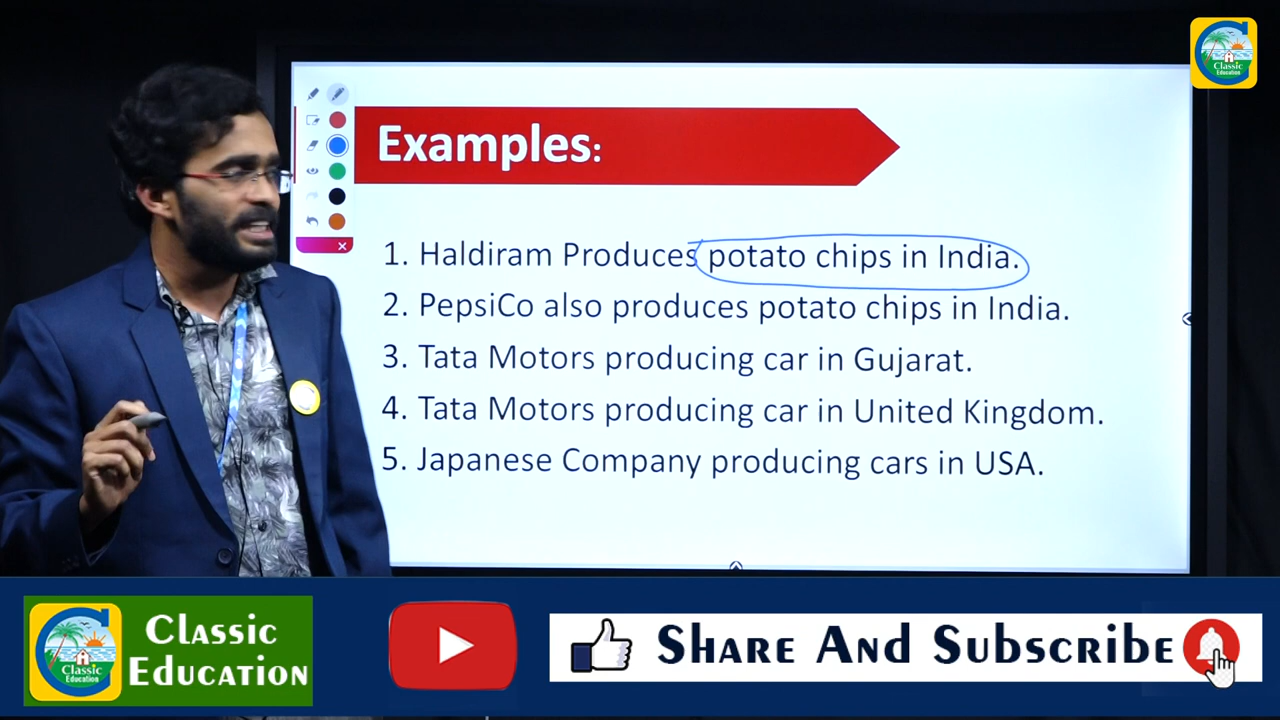 Classic
Education
Examples:
1. Haldiram Produces potato chips in India.
2. PepsiCo also produces potato chips in India.
3. Tata Motors producing car in Gujarat.
4. Tata Motors producing car in United Kingdom.
5. Japanese Company producing cars in USA.
Classic
Education
Classic
Education
Share And Subscribe